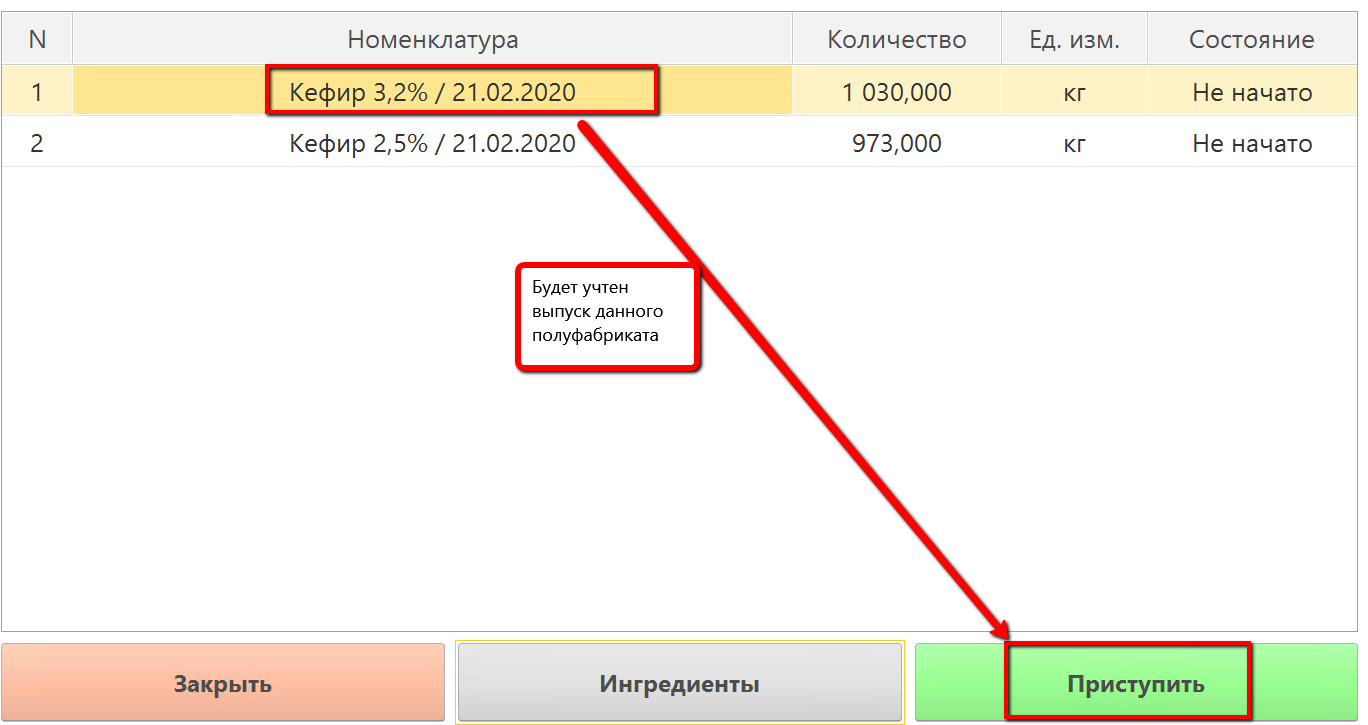 N Номенклатура Количество Ед. изм. Состояние
1 Кефир 3,2% / 21.02.2020 1 030,000 кг Не начато
2 Кефир 2,5% / 21.02.2020 973,000 кг Не начато
Будет учтен
выпуск данного
полуфабриката
Закрыть Ингредиенты Приступить